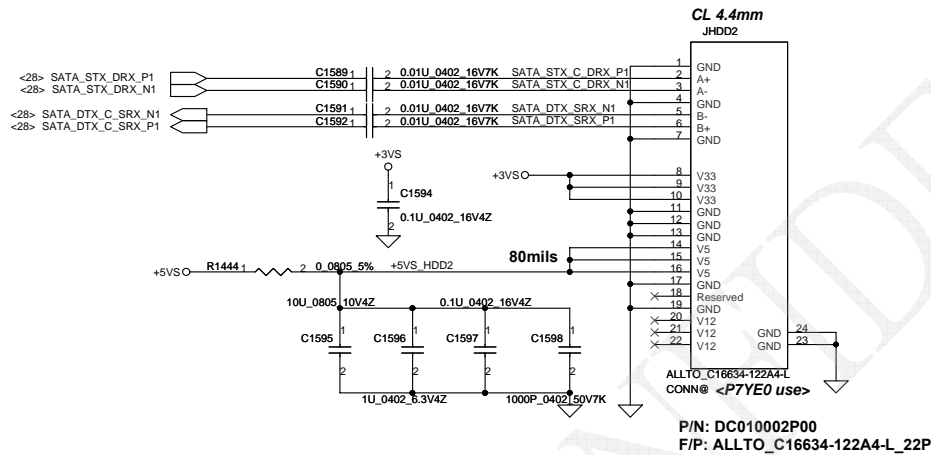 CL 4.4mm
JHDD2
<28> SATA_STX_DRX_P1
<28> SATA_STX_DRX_N1
<28> SATA_DTX_C_SRX_N1
<28> SATA_DTX_C_SRX_P1
C1589 1 2 0.01U_0402_16V7K SATA_STX_C_DRX_P1
C1590 1 2 0.01U_0402_16V7K SATA_STX_C_DRX_N1
C1591 1 2 0.01U_0402_16V7K SATA_DTX_SRX_N1
C1592 1 2 0.01U_0402_16V7K SATA_DTX_SRX_P1
1 GND
2 A+
3 A-
4 GND
5 B-
6 B+
7 GND
8 V33
9 V33
10 V33
11 GND
12 GND
13 GND
14 V5
15 V5
16 V5
17 GND
18 Reserved
19 GND
20 V12
21 V12
22 V12
GND 24
GND 23
+3VS
1
C1594
0.1U_0402_16V4Z
2
+3VS
80mils
+5VS R1444 1 2 0_0805_5% +5VS_HDD2
10U_0805_10V4Z 0.1U_0402_16V4Z
1 1 1 1
C1595 C1596 C1597 C1598
2 2 2 2
1U_0402_6.3V4Z 1000P_0402_50V7K
ALLTO_C16634-122A4-L
CONN@ <P7YE0 use>
P/N: DC010002P00
F/P: ALLTO_C16634-122A4-L_22P